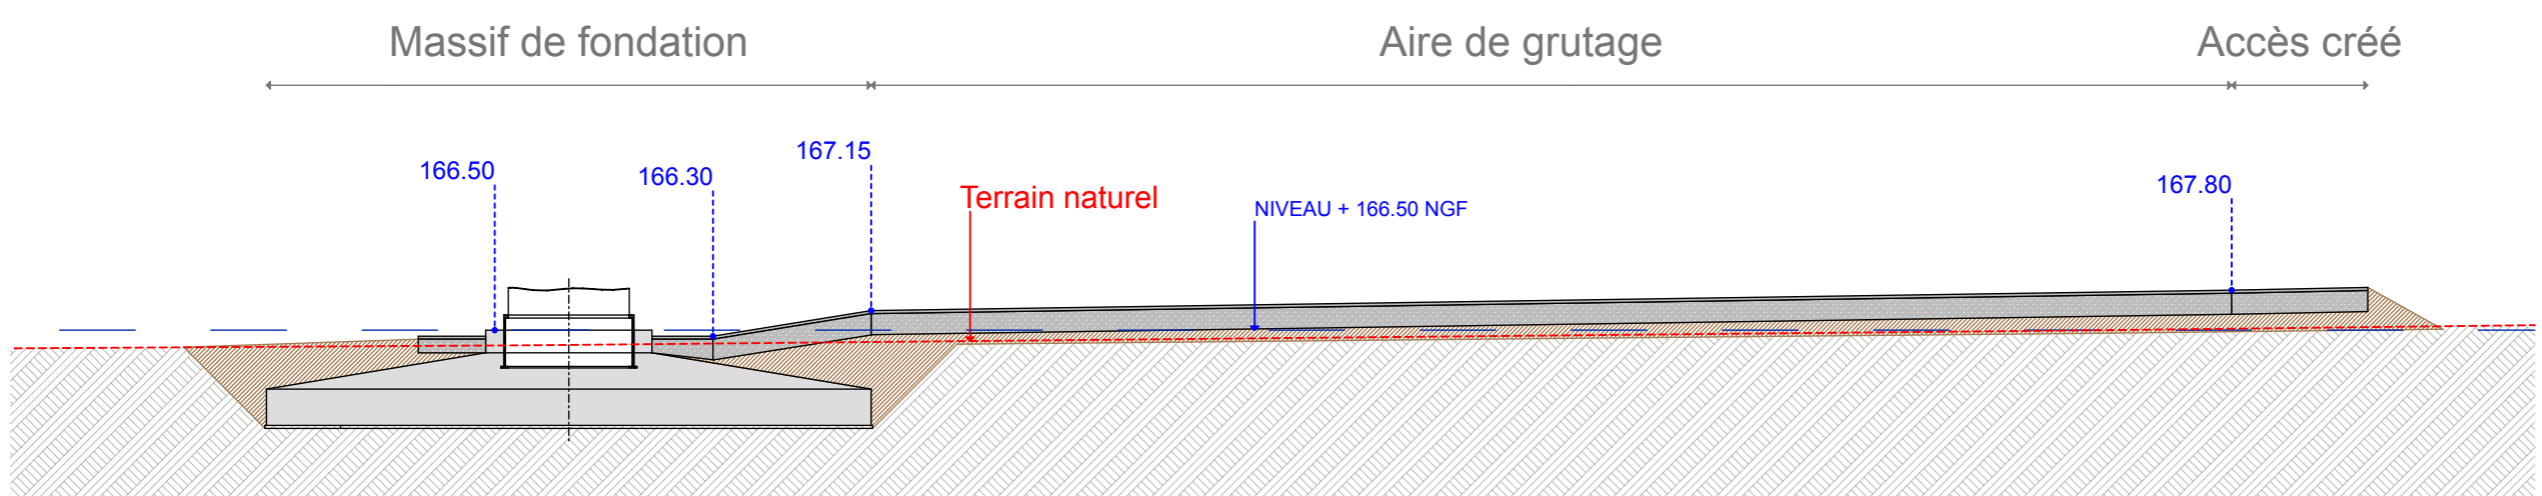 Massif de fondation
Aire de grutage
Accès créé
167.15
166.50
166.30
167.80
Terrain naturel
NIVEAU + 166.50 NGF